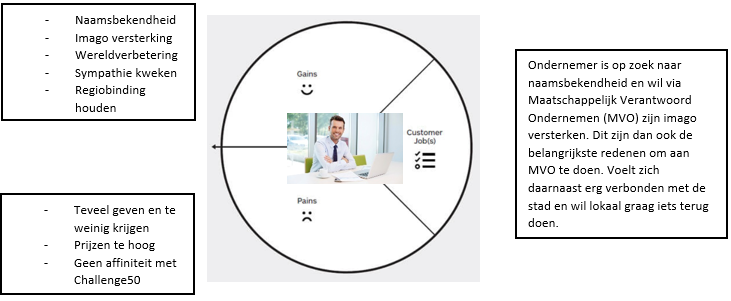 - Naamsbekendheid
- Imago versterking
- Wereldverbetering
- Sympathie kweken
- Regiobinding
houden
Gains
Customer
Job(s)
Pains
- Teveel geven en te
weinig krijgen
- Prijzen te hoog
- Geen affiniteit met
Challenge50
Ondernemer is op zoek naar
naamsbekendheid en wil via
Maatschappelijk Verantwoord
Ondernemen (MVO) zijn imago
versterken. Dit zijn dan ook de
belangrijkste redenen om aan
MVO te doen. Voelt zich
daarnaast erg verbonden met de
stad en wil lokaal graag iets terug
doen.